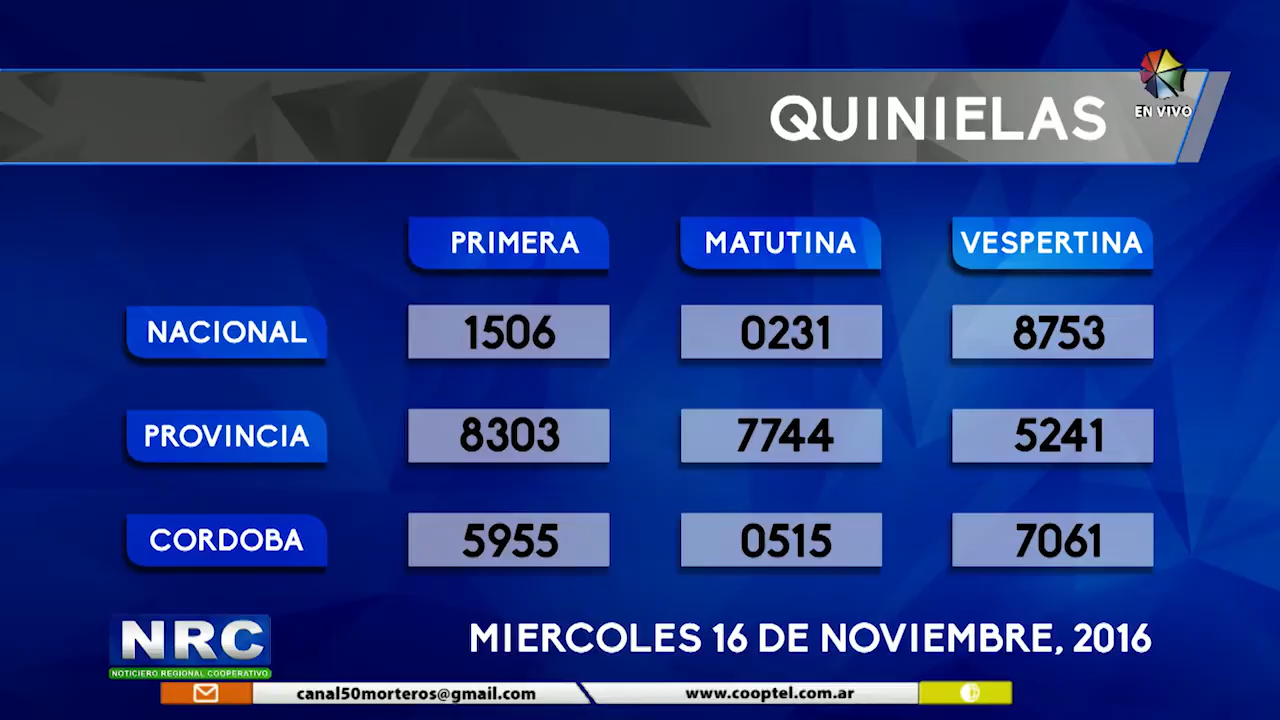 QUINIELAS
EN VIVO
PRIMERA MATUTINA VESPERTINA
NACIONAL 1506 0231 8753
PROVINCIA 8303 7744 5241
CORDOBA 5955 0515 7061
NRC
NOTICIERO REGIONAL COOPERATIVO
MIERCOLES 16 DE NOVIEMBRE, 2016
canal50morteros@gmail.com www.cooptel.com.ar